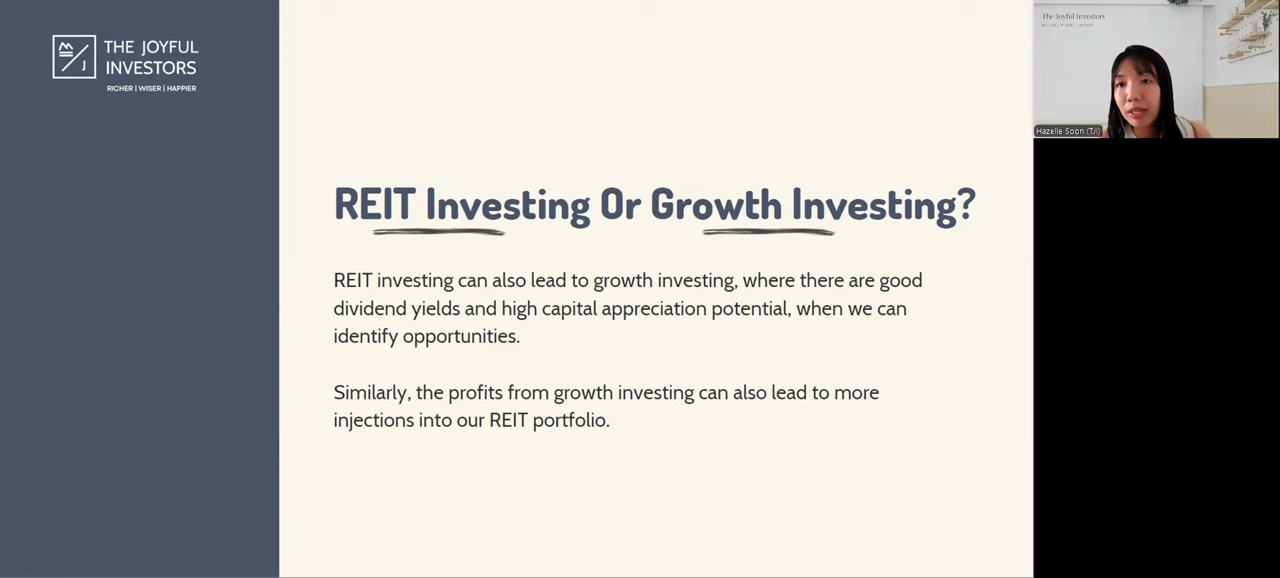 THE JOYFUL
INVESTORS
RICHER | WISER | HAPPIER
REIT Investing Or Growth Investing?
REIT investing can also lead to growth investing, where there are good
dividend yields and high capital appreciation potential, when we can
identify opportunities.
Similarly, the profits from growth investing can also lead to more
injections into our REIT portfolio.
The Joyful Investors
Hazelle Soon (TJI)